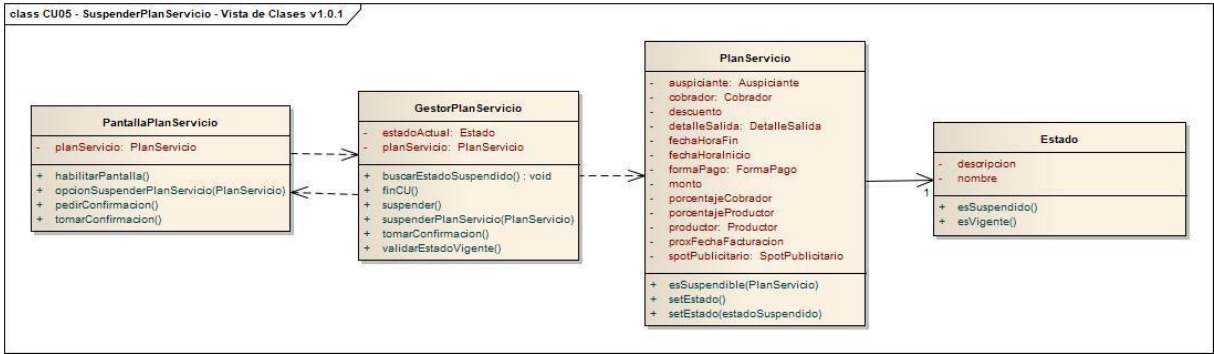 class CU05 - SuspenderPlanServicio - Vista de Clases v1.0.1
PantallaPlanServicio
- planServicio: PlanServicio
+ habilitarPantalla()
+ opcionSuspenderPlanServicio(PlanServicio)
+ pedirConfirmacion()
+ tomarConfirmacion()
GestorPlanServicio
- estadoActual: Estado
- planServicio: PlanServicio
+ buscarEstadoSuspendido() : void
+ finCU()
+ suspender()
+ suspenderPlanServicio(PlanServicio)
+ tomarConfirmacion()
+ validarEstadoVigente()
PlanServicio
- auspiciante: Auspiciante
- cobrador: Cobrador
- descuento
- detalleSalida: DetalleSalida
- fechaHoraFin
- fechaHoraInicio
- formaPago: FormaPago
- monto
- porcentajeCobrador
- porcentajeProductor
- productor: Productor
- proxFechaFacturacion
- spotPublicitario: SpotPublicitario
+ esSuspendible(PlanServicio)
+ setEstado()
+ setEstado(estadoSuspendido)
1
Estado
- descripcion
- nombre
+ esSuspendido()
+ esVigente()